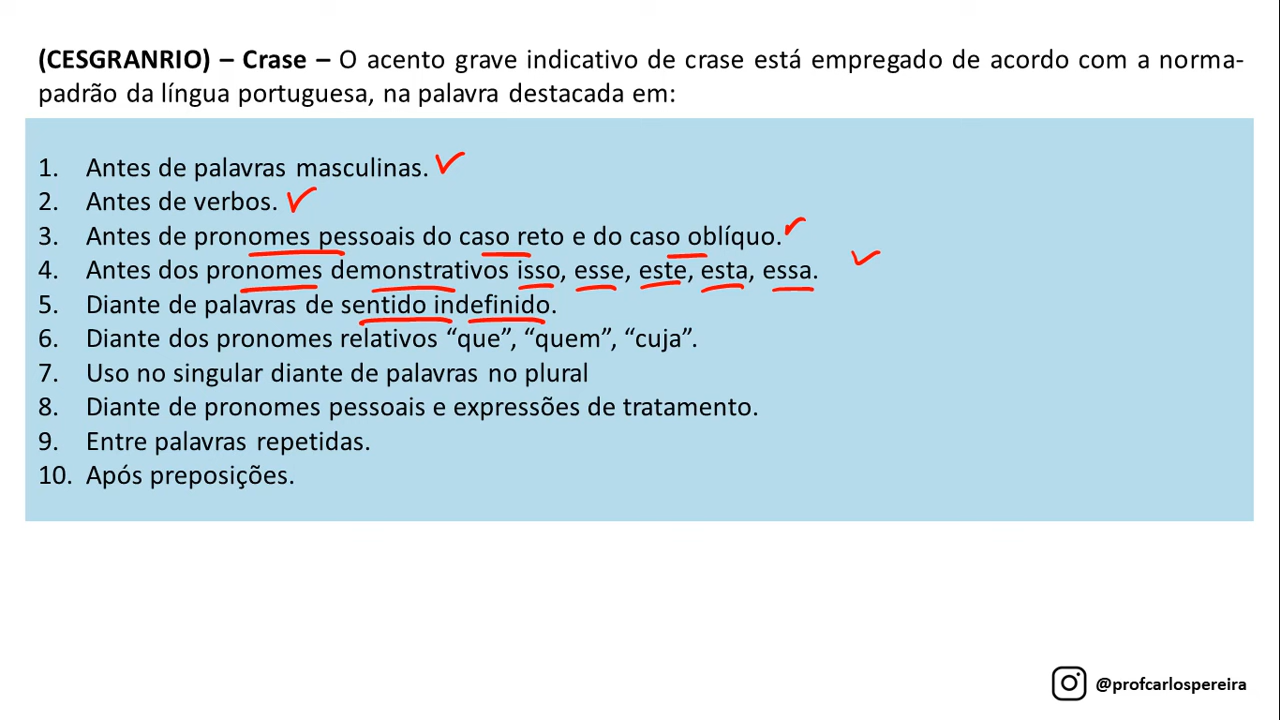 (CESGRANRIO) – Crase – O acento grave indicativo de crase está empregado de acordo com a norma-
padrão da língua portuguesa, na palavra destacada em:
1. Antes de palavras masculinas.
2. Antes de verbos.
3. Antes de pronomes pessoais do caso reto e do caso oblíquo.
4. Antes dos pronomes demonstrativos isso, esse, este, esta, essa.
5. Diante de palavras de sentido indefinido.
6. Diante dos pronomes relativos “que”, “quem”, “cuja”.
7. Uso no singular diante de palavras no plural
8. Diante de pronomes pessoais e expressões de tratamento.
9. Entre palavras repetidas.
10. Após preposições.
@profcarlospereira